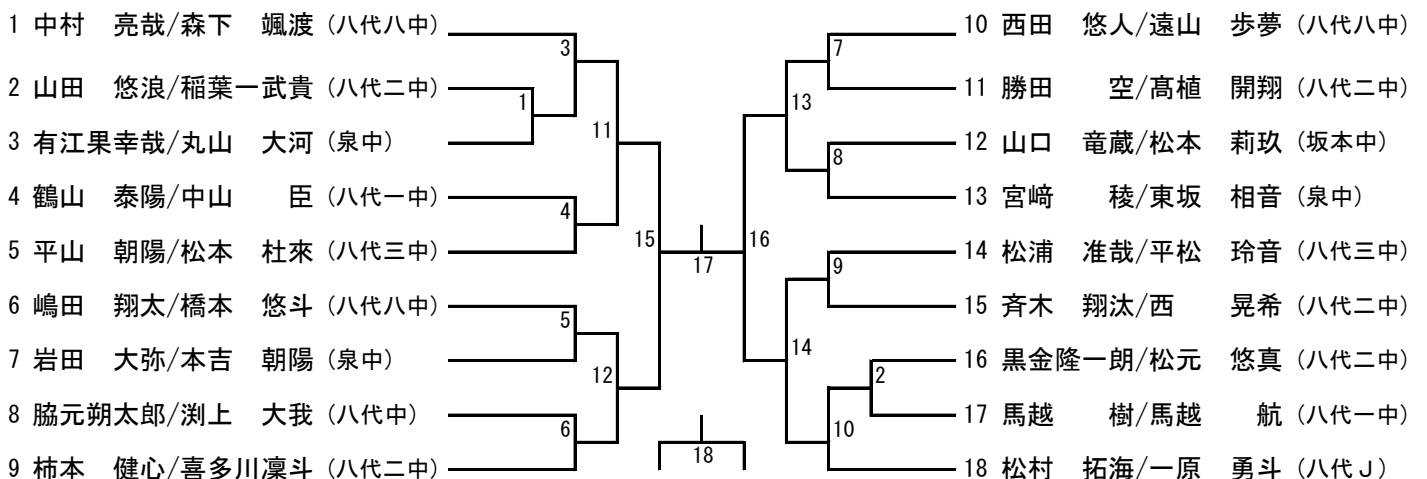 1 中村　亮哉/森下　颯渡（八代八中）
2 山田　悠浪/稲葉一武貴（八代二中）
3 有江果幸哉/丸山　大河（泉中）
4 鶴山　泰陽/中山　　臣（八代一中）
5 平山　朝陽/松本　杜來（八代三中）
6 嶋田　翔太/橋本　悠斗（八代八中）
7 岩田　大弥/本吉　朝陽（泉中）
8 脇元朔太郎/渕上　大我（八代中）
9 柿本　健心/喜多川凜斗（八代二中）
3
1
11
4
15
5
12
6
17
18
16
7
13
8
9
14
2
10
10 西田　悠人/遠山　歩夢（八代八中）
11 勝田　　空/髙植　開翔（八代二中）
12 山口　竜蔵/松本　莉玖（坂本中）
13 宮﨑　　稜/東坂　相音（泉中）
14 松浦　准哉/平松　玲音（八代三中）
15 斉木　翔汰/西　　晃希（八代二中）
16 黒金隆一朗/松元　悠真（八代二中）
17 馬越　　樹/馬越　　航（八代一中）
18 松村　拓海/一原　勇斗（八代Ｊ）